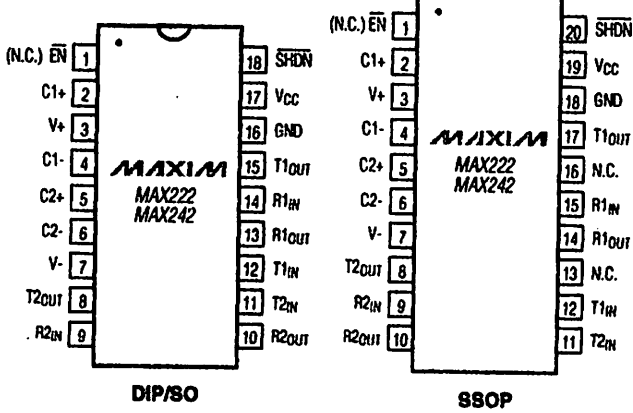 (N.C.) EN 1
C1+ 2
V+ 3
C1- 4
C2+ 5
C2- 6
V- 7
T2OUT 8
R2IN 9
18 SHDN
17 VCC
16 GND
15 T1OUT
14 R1IN
13 R1OUT
12 T1IN
11 T2IN
10 R2OUT
MAXIM
MAX222
MAX242
DIP/SO
(N.C.) EN 1
C1+ 2
V+ 3
C1- 4
C2+ 5
C2- 6
V- 7
T2OUT 8
R2IN 9
R2OUT 10
20 SHDN
19 VCC
18 GND
17 T1OUT
16 N.C.
15 R1IN
14 R1OUT
13 N.C.
12 T1IN
11 T2IN
MAXIM
MAX222
MAX242
SSOP